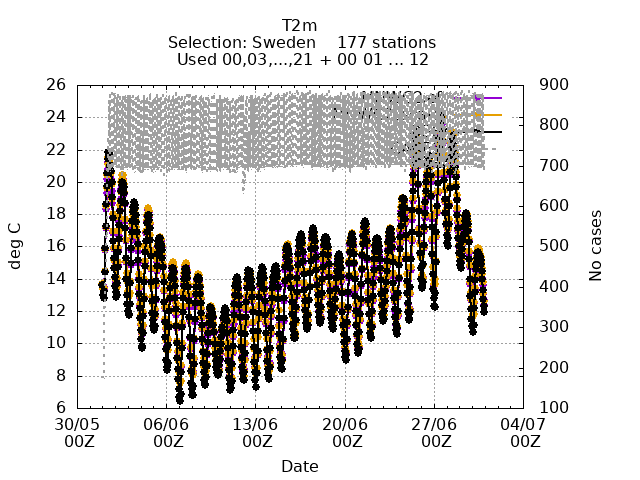 T2m
Selection: Sweden    177 stations
Used 00,03,...,21 + 00 01 ... 12
26 900
24 800
22 700
20 600
18 500
16 400
14 300
12 200
10 100
8
6
deg C
No cases
30/05 06/06 13/06 20/06 27/06 04/07
00Z 00Z 00Z 00Z 00Z 00Z
Date